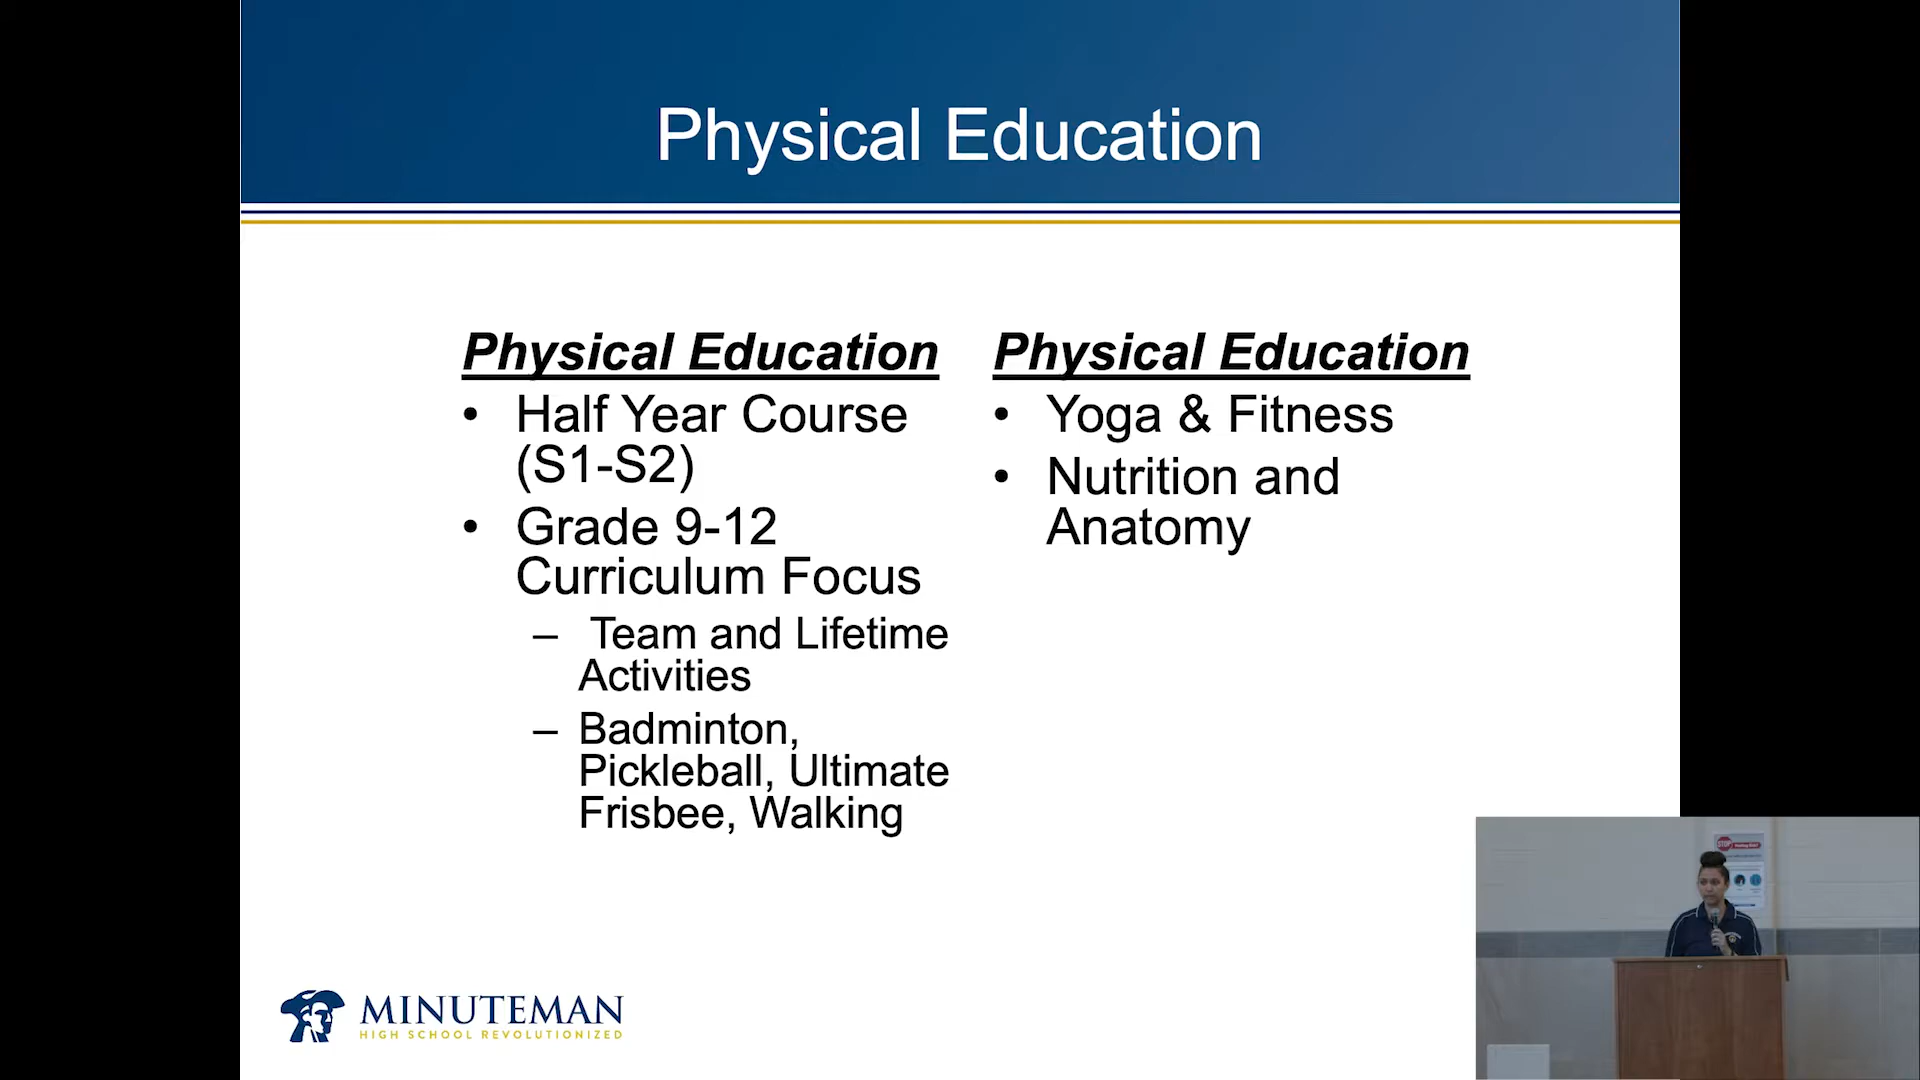 Physical Education
Physical Education
• Half Year Course
(S1-S2)
• Grade 9-12
Curriculum Focus
– Team and Lifetime
Activities
– Badminton,
Pickleball, Ultimate
Frisbee, Walking
Physical Education
• Yoga & Fitness
• Nutrition and
Anatomy
MINUTEMAN
HIGH SCHOOL REVOLUTIONIZED
STOP